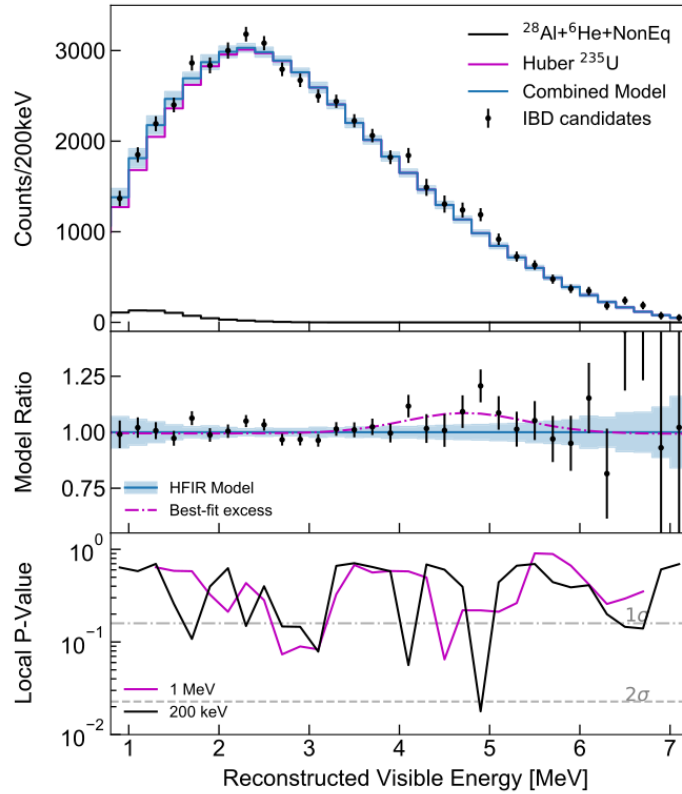 Counts/200keV
3000
2000
1000
0
²⁸Al+⁶He+NonEq
Huber ²³⁵U
Combined Model
IBD candidates
Model Ratio
1.25
1.00
0.75
HFIR Model
Best-fit excess
Local P-Value
10⁰
10⁻¹
10⁻²
1σ
2σ
1 MeV
200 keV
1 2 3 4 5 6 7
Reconstructed Visible Energy [MeV]